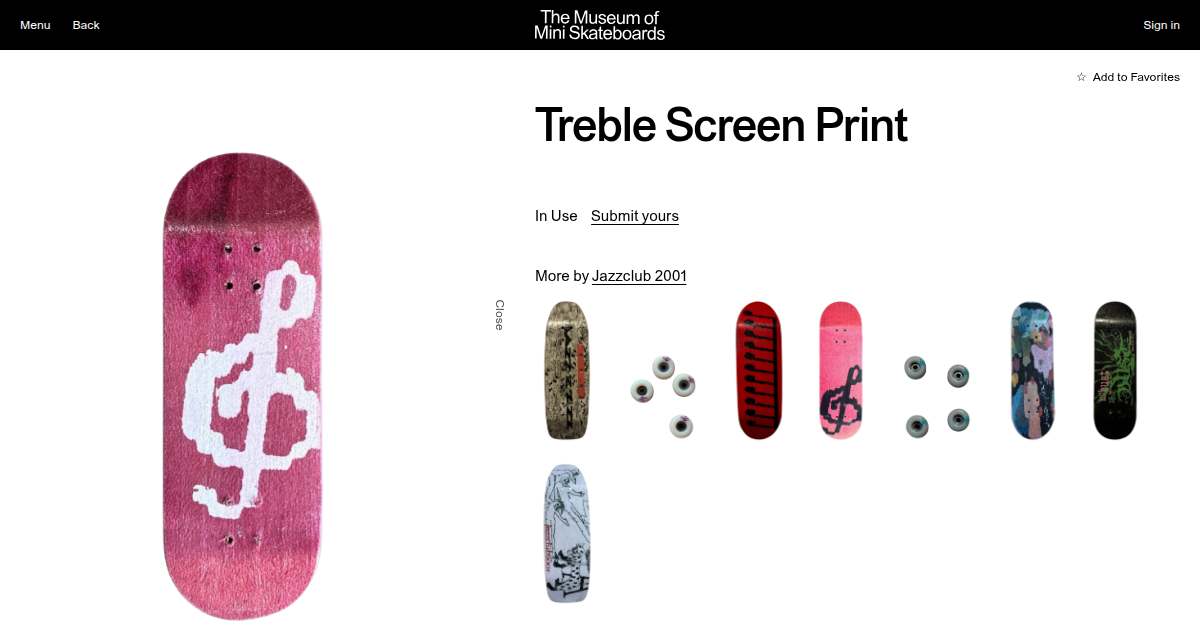 Menu
Back
The Museum of
Mini Skateboards
Sign in
☆ Add to Favorites
Treble Screen Print
In Use Submit yours
More by Jazzclub 2001
Close